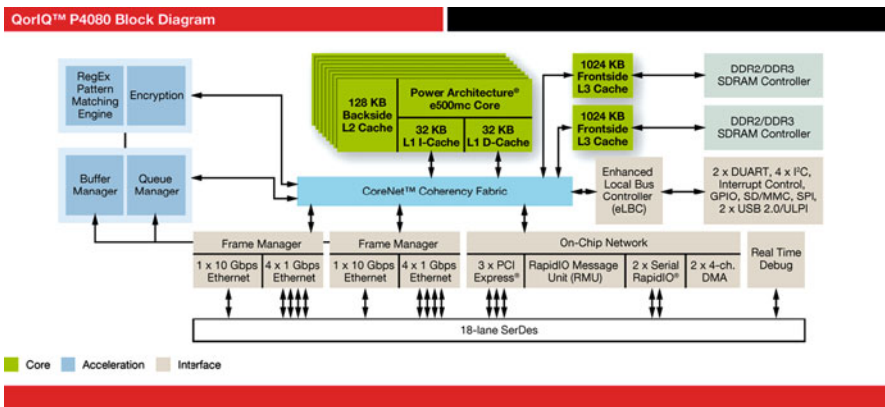 QorIQ™ P4080 Block Diagram
RegEx
Pattern
Matching
Engine
Encryption
128 KB
Backside
L2 Cache
Power Architecture®
e500mc Core
32 KB
L1 I-Cache
32 KB
L1 D-Cache
1024 KB
Frontside
L3 Cache
DDR2/DDR3
SDRAM Controller
1024 KB
Frontside
L3 Cache
DDR2/DDR3
SDRAM Controller
Buffer
Manager
Queue
Manager
CoreNet™ Coherency Fabric
Enhanced
Local Bus
Controller
(eLBC)
2 x DUART, 4 x I²C,
Interrupt Control,
GPIO, SD/MMC, SPI,
2 x USB 2.0/ULPI
Frame Manager
1 x 10 Gbps
Ethernet
4 x 1 Gbps
Ethernet
Frame Manager
1 x 10 Gbps
Ethernet
4 x 1 Gbps
Ethernet
On-Chip Network
3 x PCI
Express®
RapidIO Message
Unit (RMU)
2 x Serial
RapidIO®
2 x 4-ch.
DMA
Real Time
Debug
18-lane SerDes
Core
Acceleration
Interface